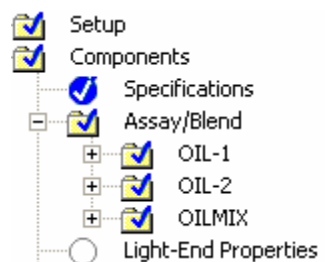 Setup
Components
Specifications
Assay/Blend
OIL-1
OIL-2
OILMIX
Light-End Properties